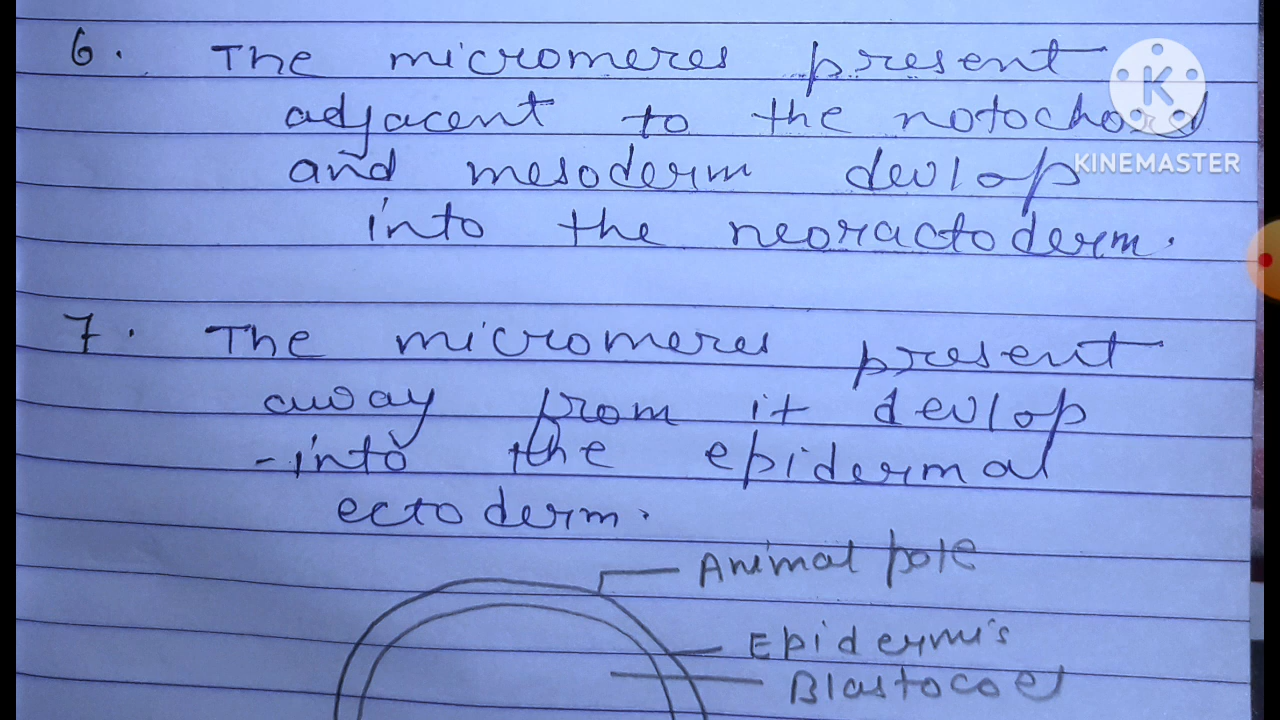 6. The micromeres present
adjacent to the notochord
and mesoderm devlop
into the neoractoderm.
7. The micromeres present
away from it devlop
-into the epidermal
ectoderm.
Animal pole
Epidermis
Blastocoel
K
KINEMASTER